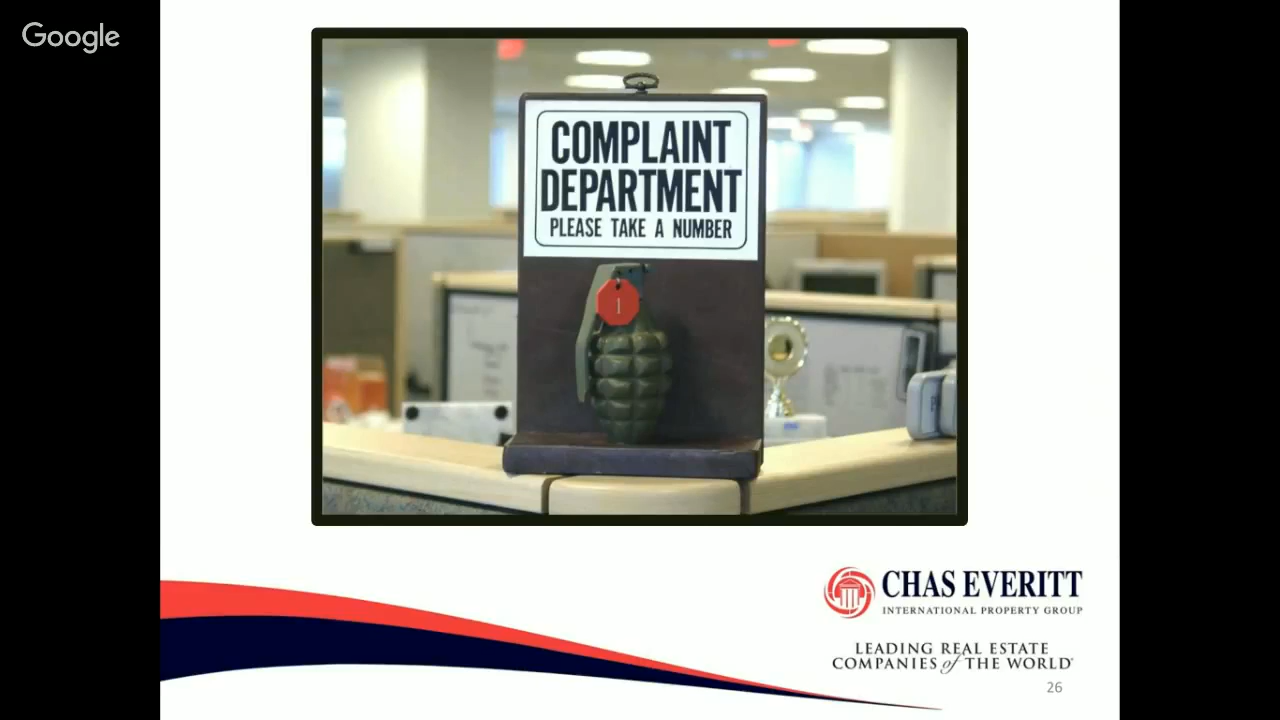 Google
COMPLAINT
DEPARTMENT
PLEASE TAKE A NUMBER
1
CHAS EVERITT
INTERNATIONAL PROPERTY GROUP
LEADING REAL ESTATE
COMPANIES of THE WORLD
26